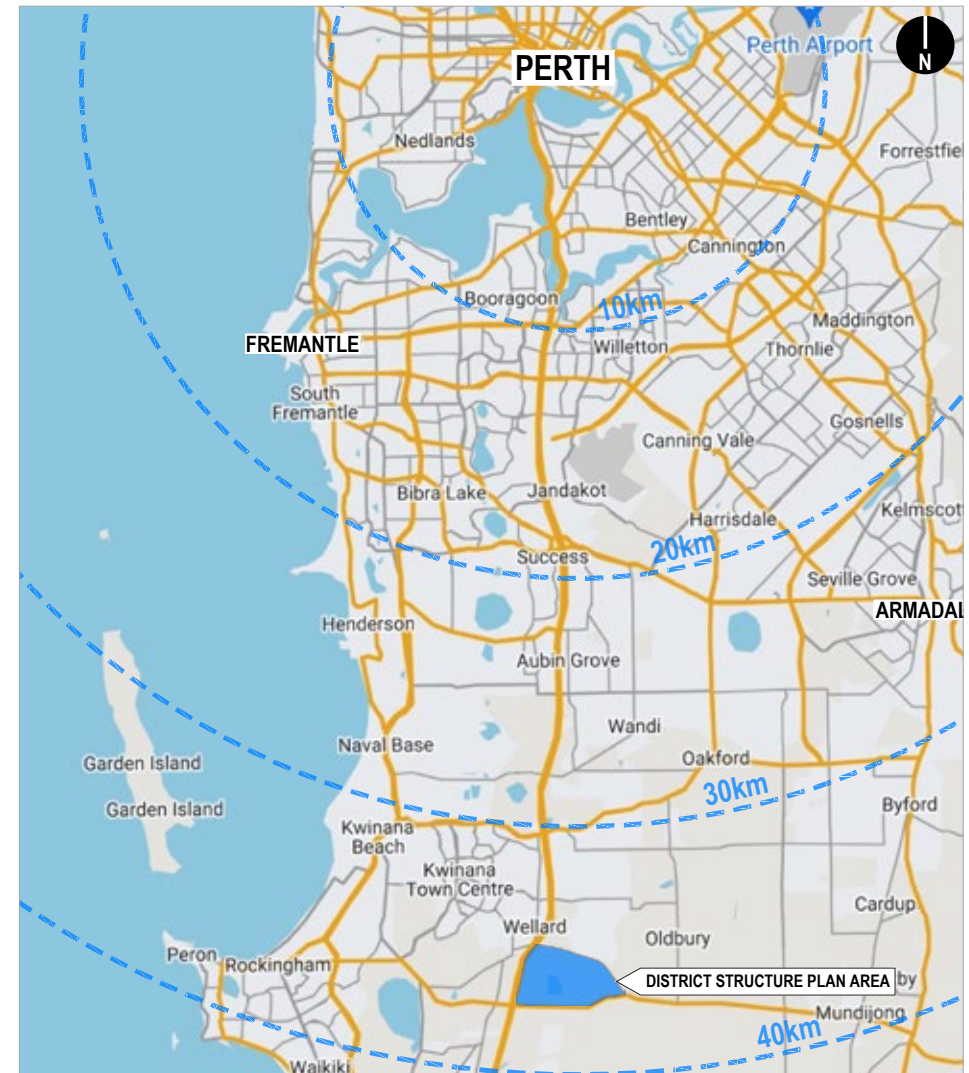 PERTH
Perth Airport
N
Nedlands
Forrestfie
Bentley
Cannington
Booragoon
10km
Maddington
FREMANTLE
Willetton
Thornlie
South
Fremantle
Gosnells
Canning Vale
Bibra Lake
Jandakot
Kelmscot
Harrisdale
20km
Success
Seville Grove
ARMADAL
Henderson
Aubin Grove
Wandi
Naval Base
Oakford
Garden Island
30km
Garden Island
Byford
Kwinana
Beach
Kwinana
Town Centre
Cardup
Wellard
Oldbury
Peron
Rockingham
DISTRICT STRUCTURE PLAN AREA
by
Mundijong
40km
Waikiki